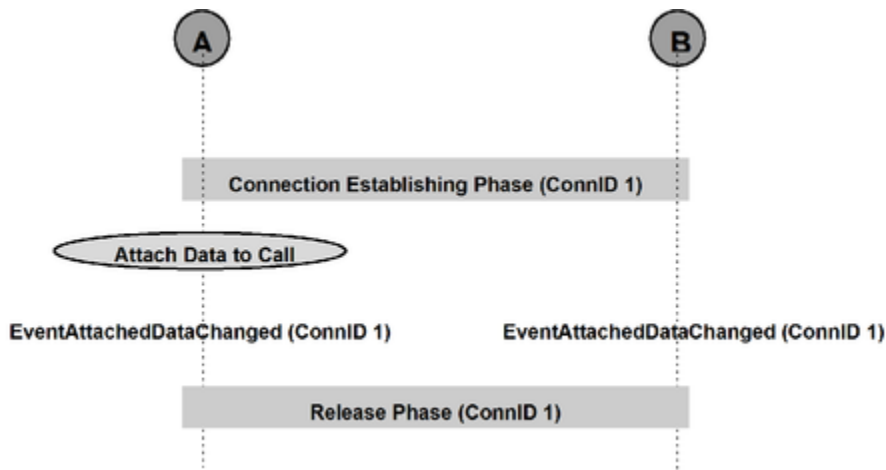 A
B
Connection Establishing Phase (ConnID 1)
Attach Data to Call
EventAttachedDataChanged (ConnID 1)
EventAttachedDataChanged (ConnID 1)
Release Phase (ConnID 1)